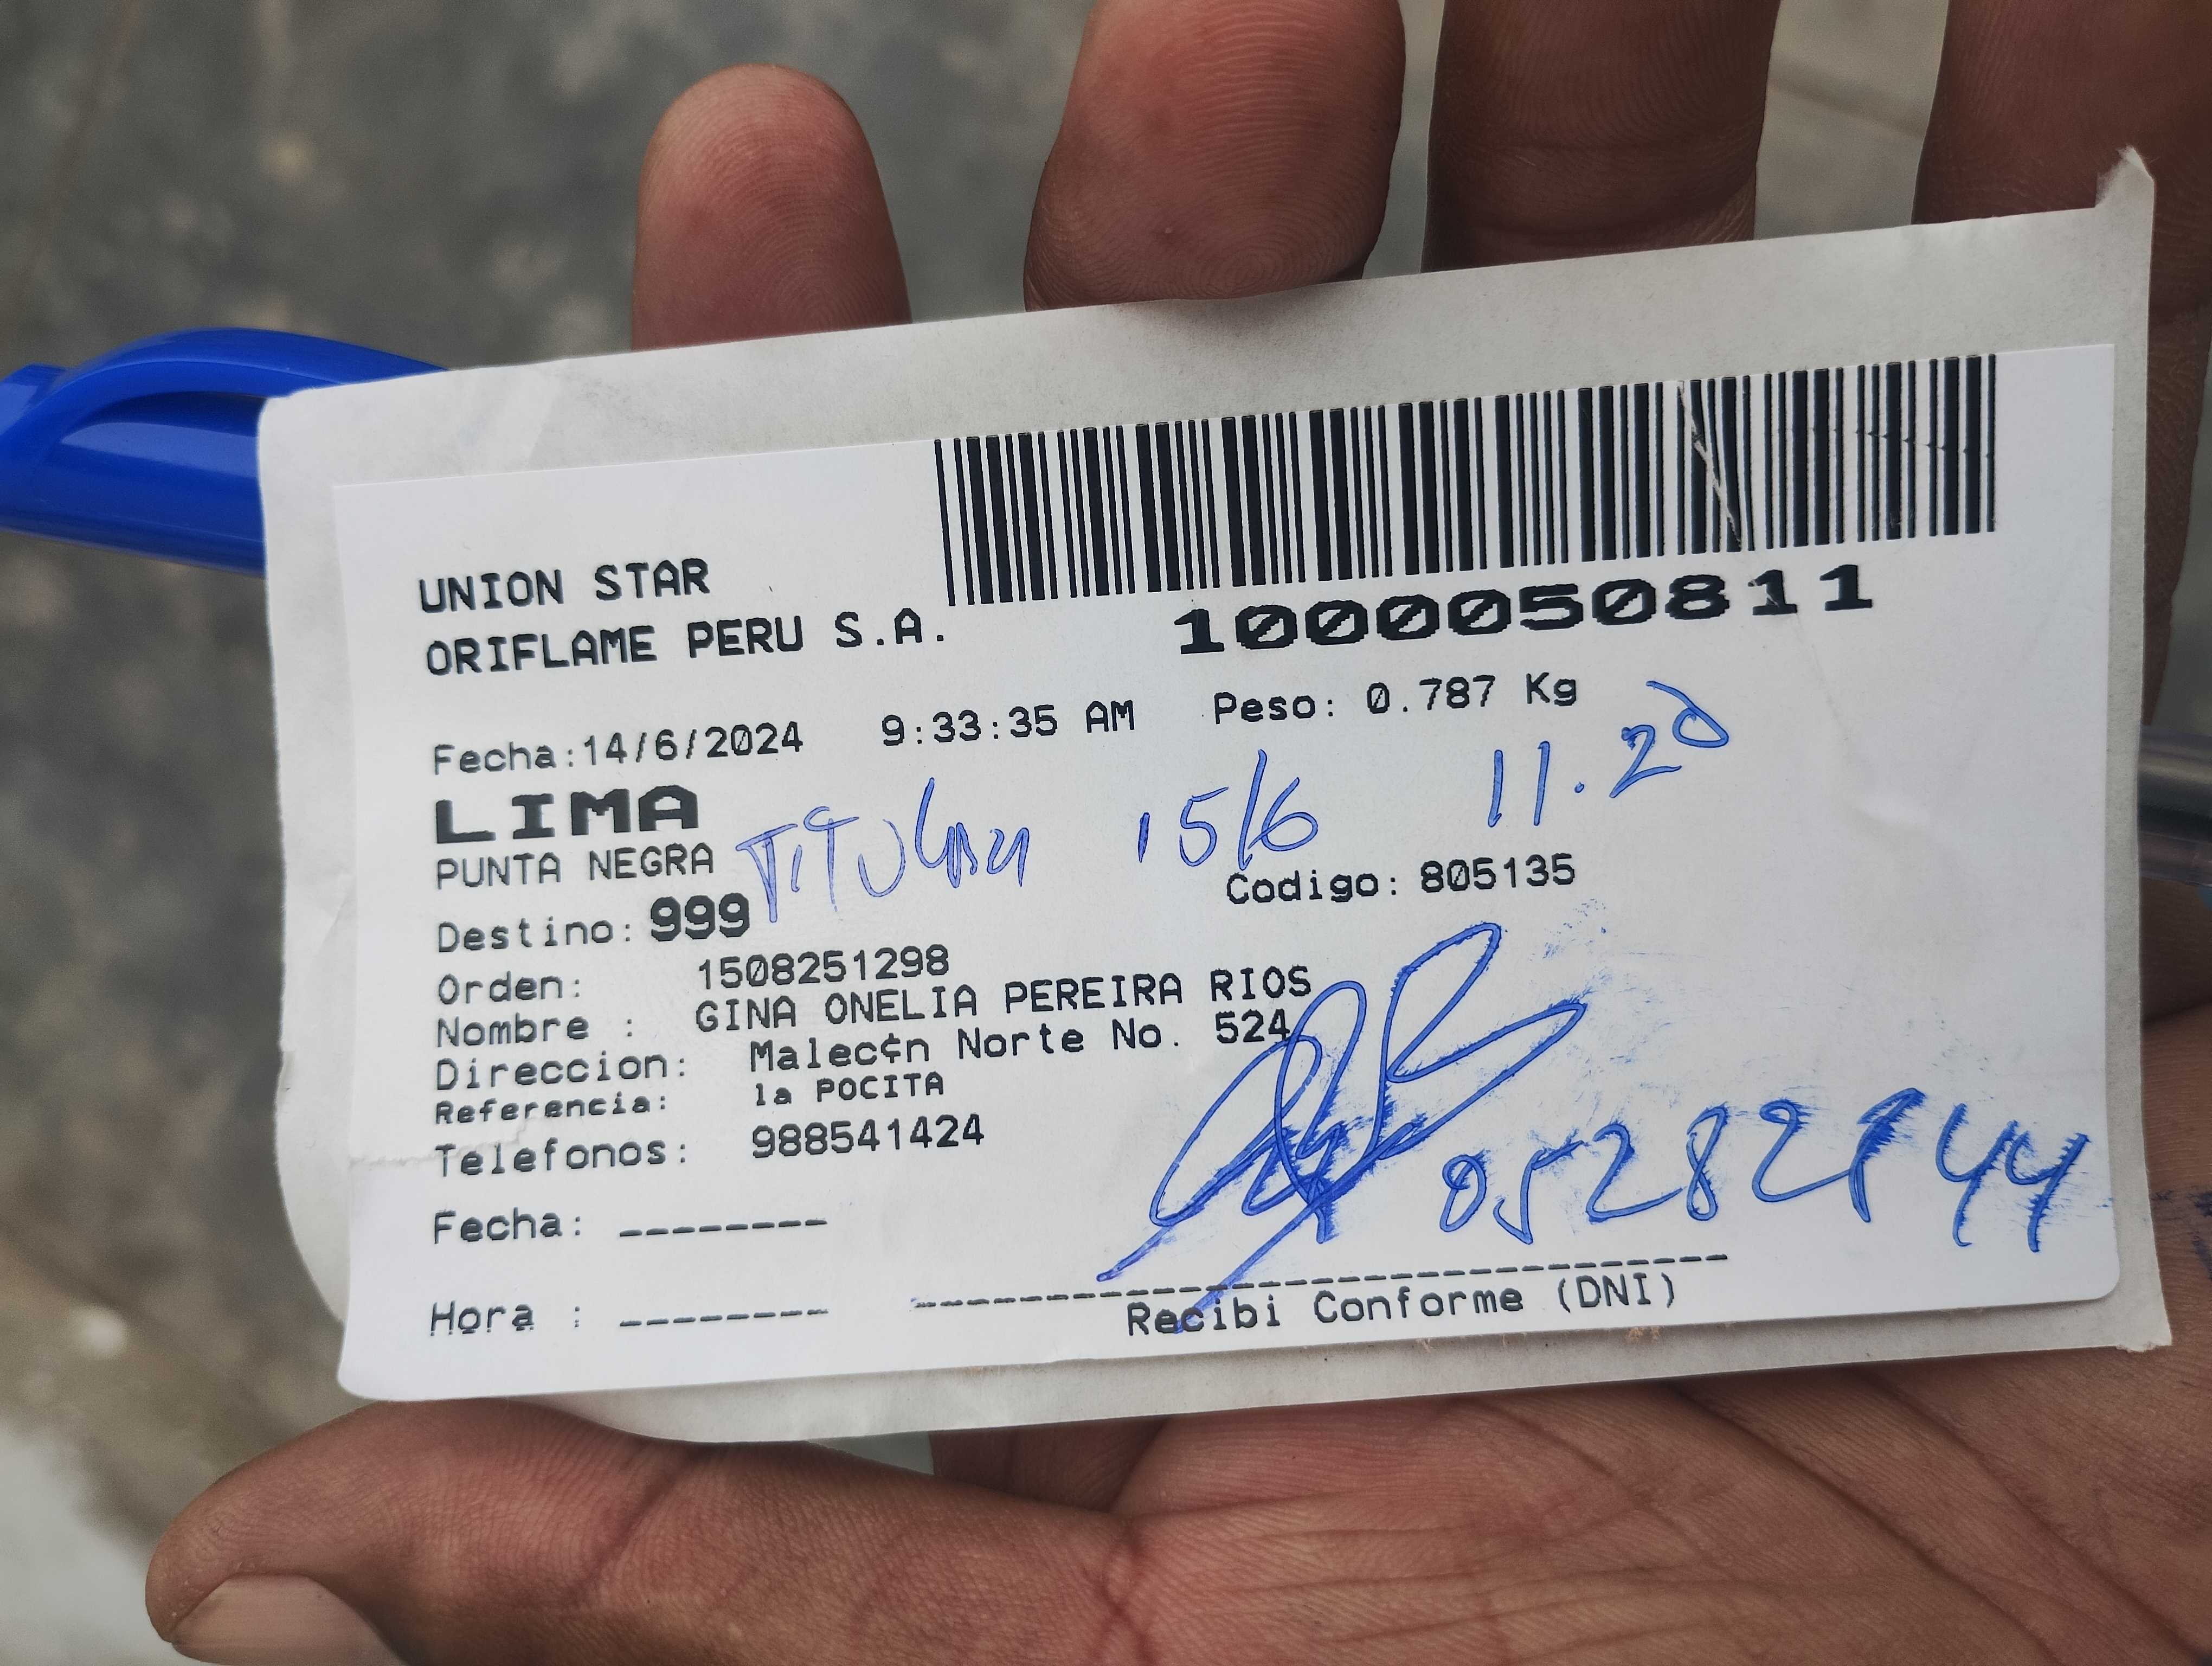 UNION STAR
ORIFLAME PERU S.A.
1000050811
Fecha:14/6/2024 9:33:35 AM Peso: 0.787 Kg
LIMA
TITULAR 15/6 11.20
PUNTA NEGRA
Codigo: 805135
Destino: 999
Orden: 1508251298
Nombre : GINA ONELIA PEREIRA RIOS
Direccion: Malec¢n Norte No. 524
Referencia: la POCITA
Telefonos: 988541424
Fecha: --------
Hora : --------
Recibi Conforme (DNI)